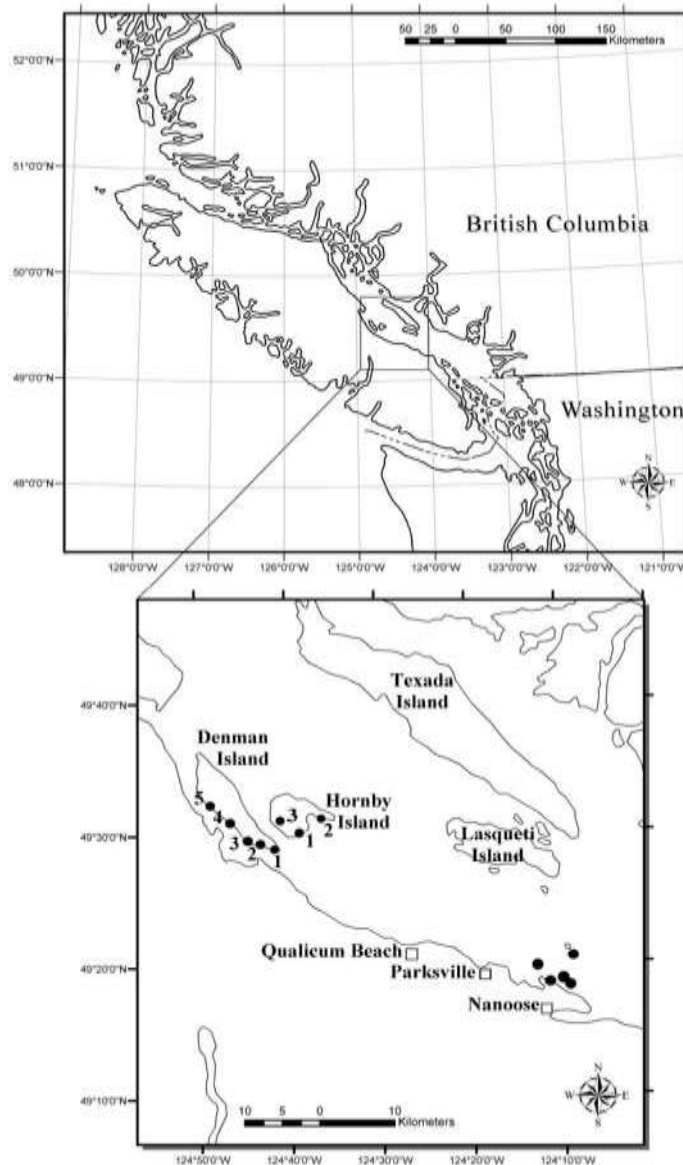 50 25 0 50 100 150
Kilometers
52°0'0"N
51°0'0"N
50°0'0"N
49°0'0"N
48°0'0"N
British Columbia
Washington
N
W E
S
128°0'0"W 127°0'0"W 126°0'0"W 125°0'0"W 124°0'0"W 123°0'0"W 122°0'0"W 121°0'0"W
49°40'0"N
49°30'0"N
49°20'0"N
49°10'0"N
Texada
Island
Denman
Island
Hornby
Island
Lasqueti
Island
5
4
3
2
1
3
1
2
Qualicum Beach
Parksville
Nanoose
N
W E
S
10 5 0 10
Kilometers
124°50'0"W 124°40'0"W 124°30'0"W 124°20'0"W 124°10'0"W